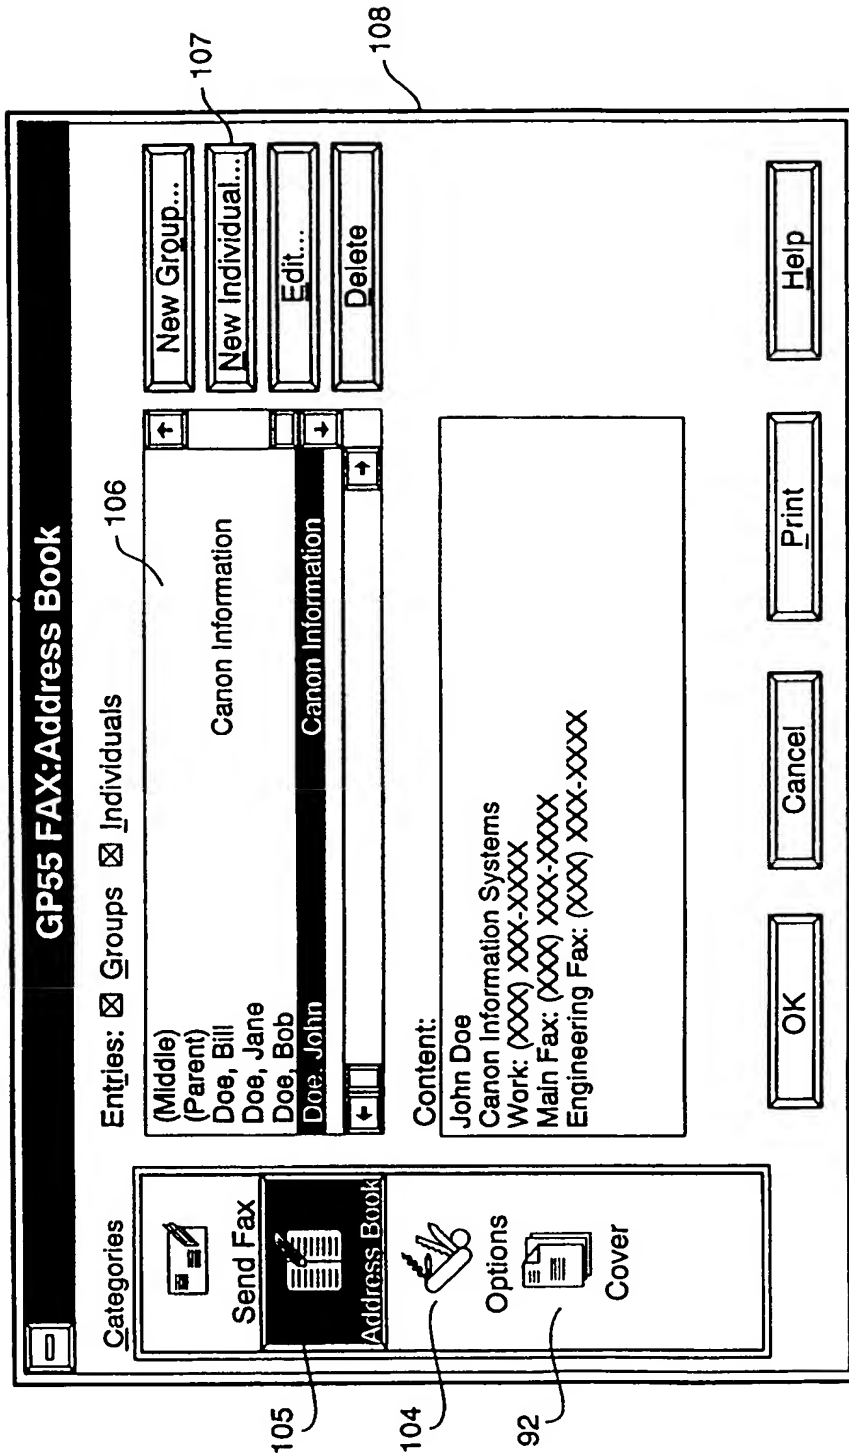 GP55 FAX:Address Book
Categories
Send Fax
Address Book
Options
Cover
Entries: ☒ Groups ☒ Individuals
(Middle)
(Parent)
Doe, Bill
Doe, Jane Canon Information
Doe, Bob
Doe, John Canon Information
New Group...
New Individual...
Edit...
Delete
Content:
John Doe
Canon Information Systems
Work: (XXX) XXX-XXXX
Main Fax: (XXX) XXX-XXXX
Engineering Fax: (XXX) XXX-XXXX
OK
Cancel
Print
Help
105
104
92
106
107
108